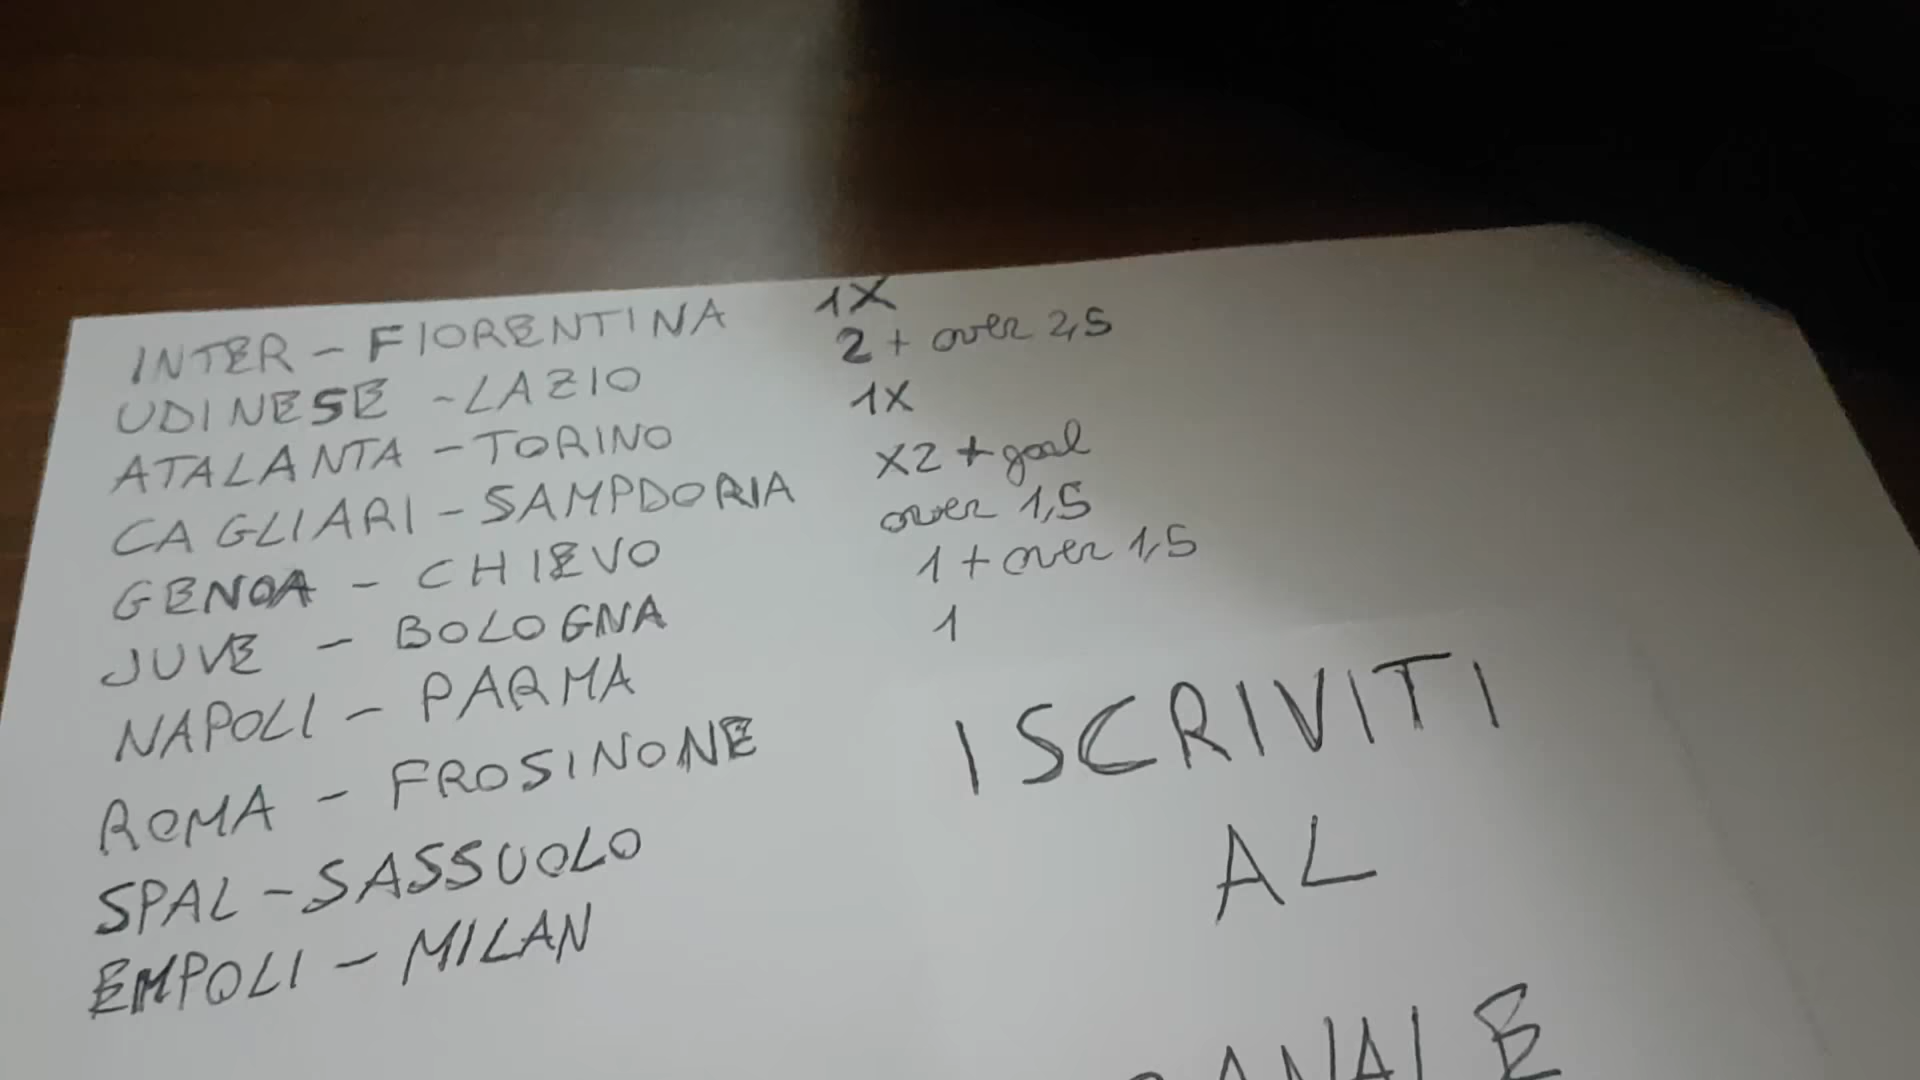 INTER - FIORENTINA 1X
UDINESE - LAZIO 2 + over 2,5
ATALANTA - TORINO 1X
CAGLIARI - SAMPDORIA X2 + goal
GENOA - CHIEVO over 1,5
JUVE - BOLOGNA 1 + over 1,5
NAPOLI - PARMA 1
ROMA - FROSINONE
SPAL - SASSUOLO
EMPOLI - MILAN
ISCRIVITI
AL
CANALE